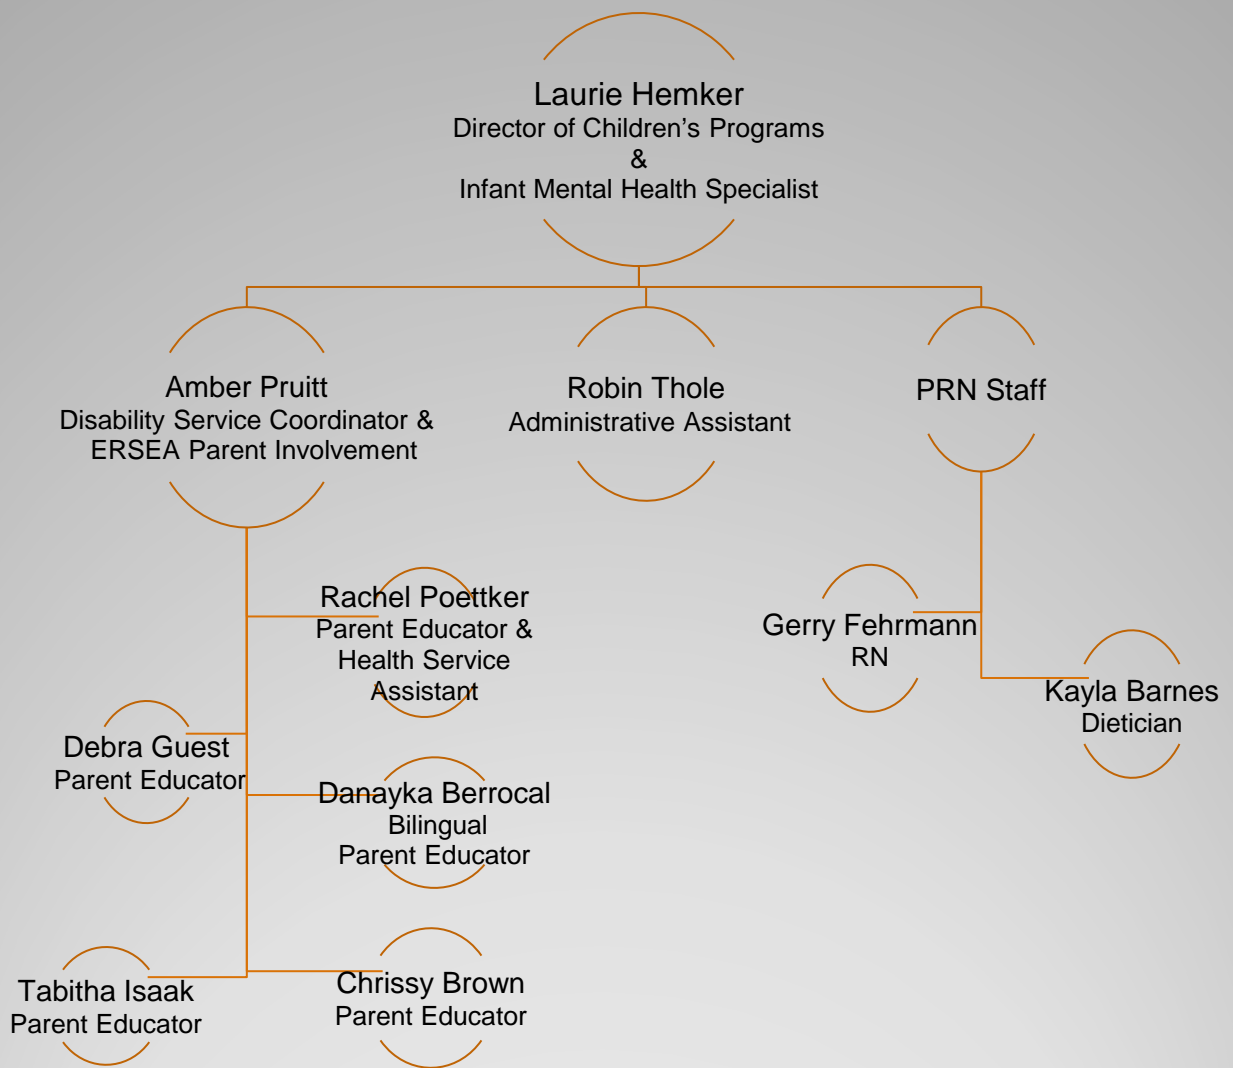 Laurie Hemker
Director of Children’s Programs
&
Infant Mental Health Specialist
Amber Pruitt
Disability Service Coordinator &
ERSEA Parent Involvement
Robin Thole
Administrative Assistant
PRN Staff
Rachel Poettker
Parent Educator &
Health Service
Assistant
Gerry Fehrmann
RN
Kayla Barnes
Dietician
Debra Guest
Parent Educator
Danayka Berrocal
Bilingual
Parent Educator
Tabitha Isaak
Parent Educator
Chrissy Brown
Parent Educator